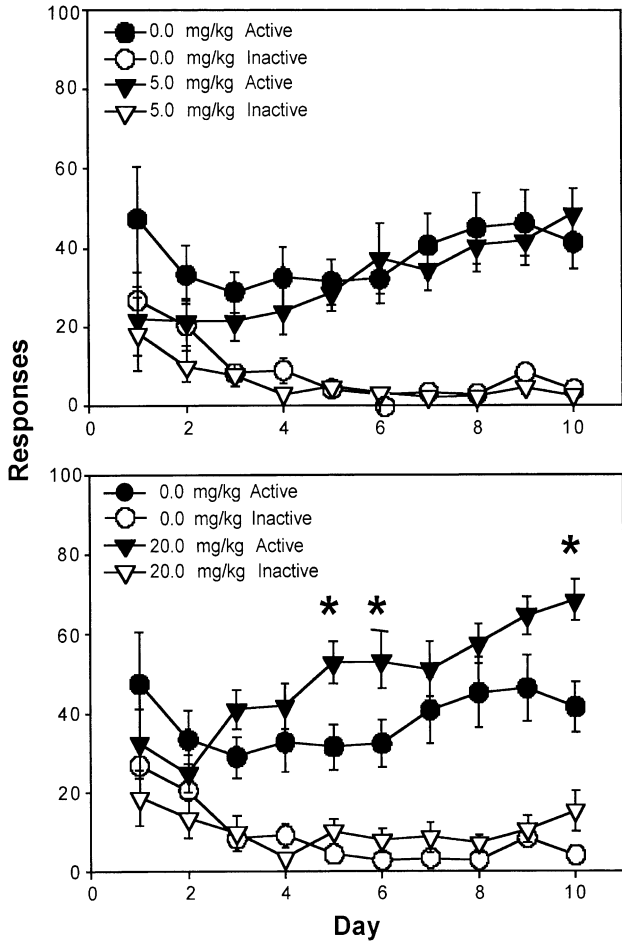 100
80
60
40
20
0
0.0 mg/kg Active
0.0 mg/kg Inactive
5.0 mg/kg Active
5.0 mg/kg Inactive
0 2 4 6 8 10
Responses
100
80
60
40
20
0
0.0 mg/kg Active
0.0 mg/kg Inactive
20.0 mg/kg Active
20.0 mg/kg Inactive
* * *
0 2 4 6 8 10
Day